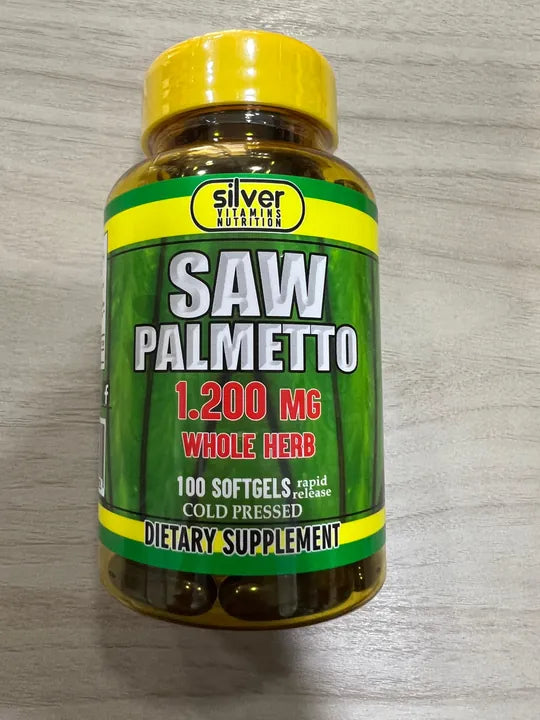 silver
VITAMINS
NUTRITION
SAW
PALMETTO
1.200 MG
WHOLE HERB
100 SOFTGELS rapid release
COLD PRESSED
DIETARY SUPPLEMENT
f